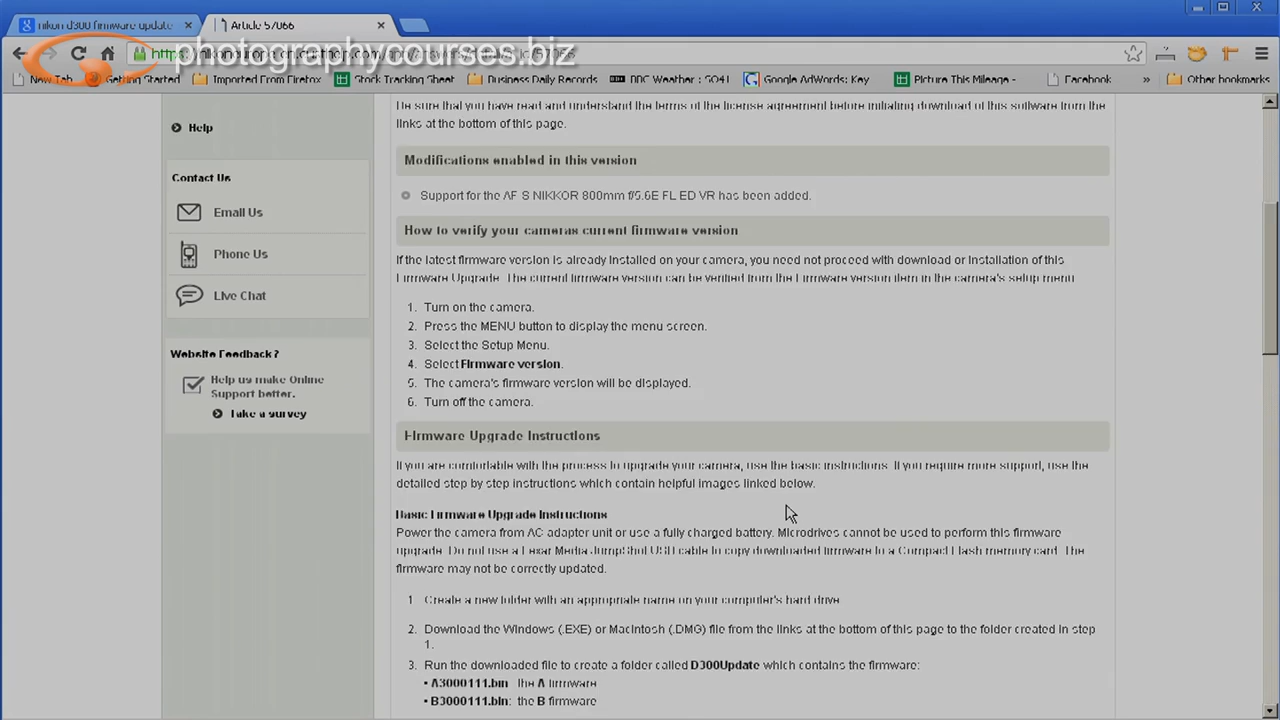 nikon d300 firmware update
Article 57066
photographycourses.biz
New Tab
Getting Started
Imported From Firefox
Stock Tracking Sheet
Business Daily Records
BBC Weather : SO41
Google AdWords: Key
Picture This Mileage -
Facebook
»
Other bookmarks
Be sure that you have read and understand the terms of the license agreement before initiating download of this software from the
links at the bottom of this page.
Help
Modifications enabled in this version
Contact Us
Support for the AF S NIKKOR 800mm f/5.6E FL ED VR has been added.
Email Us
How to verify your cameras current firmware version
Phone Us
If the latest firmware version is already installed on your camera, you need not proceed with download or installation of this
Firmware Upgrade. The current firmware version can be verified from the Firmware version item in the camera's setup menu
Live Chat
1. Turn on the camera.
2. Press the MENU button to display the menu screen.
3. Select the Setup Menu.
4. Select Firmware version.
5. The camera's firmware version will be displayed.
6. Turn off the camera.
Website Feedback?
Help us make Online
Support better.
Take a survey
Firmware Upgrade Instructions
If you are comfortable with the process to upgrade your camera, use the basic instructions. If you require more support, use the
detailed step by step instructions which contain helpful images linked below.
Basic Firmware Upgrade Instructions
Power the camera from AC adapter unit or use a fully charged battery. Microdrives cannot be used to perform this firmware
upgrade. Do not use a Lexar Media JumpShot USB cable to copy downloaded firmware to a Compact Flash memory card. The
firmware may not be correctly updated.
1 Create a new folder with an appropriate name on your computer's hard drive
2. Download the Windows (.EXE) or Macintosh (.DMG) file from the links at the bottom of this page to the folder created in step
1.
3. Run the downloaded file to create a folder called D300Update which contains the firmware:
• A3000111.bin the A firmware
• B3000111.bin: the B firmware